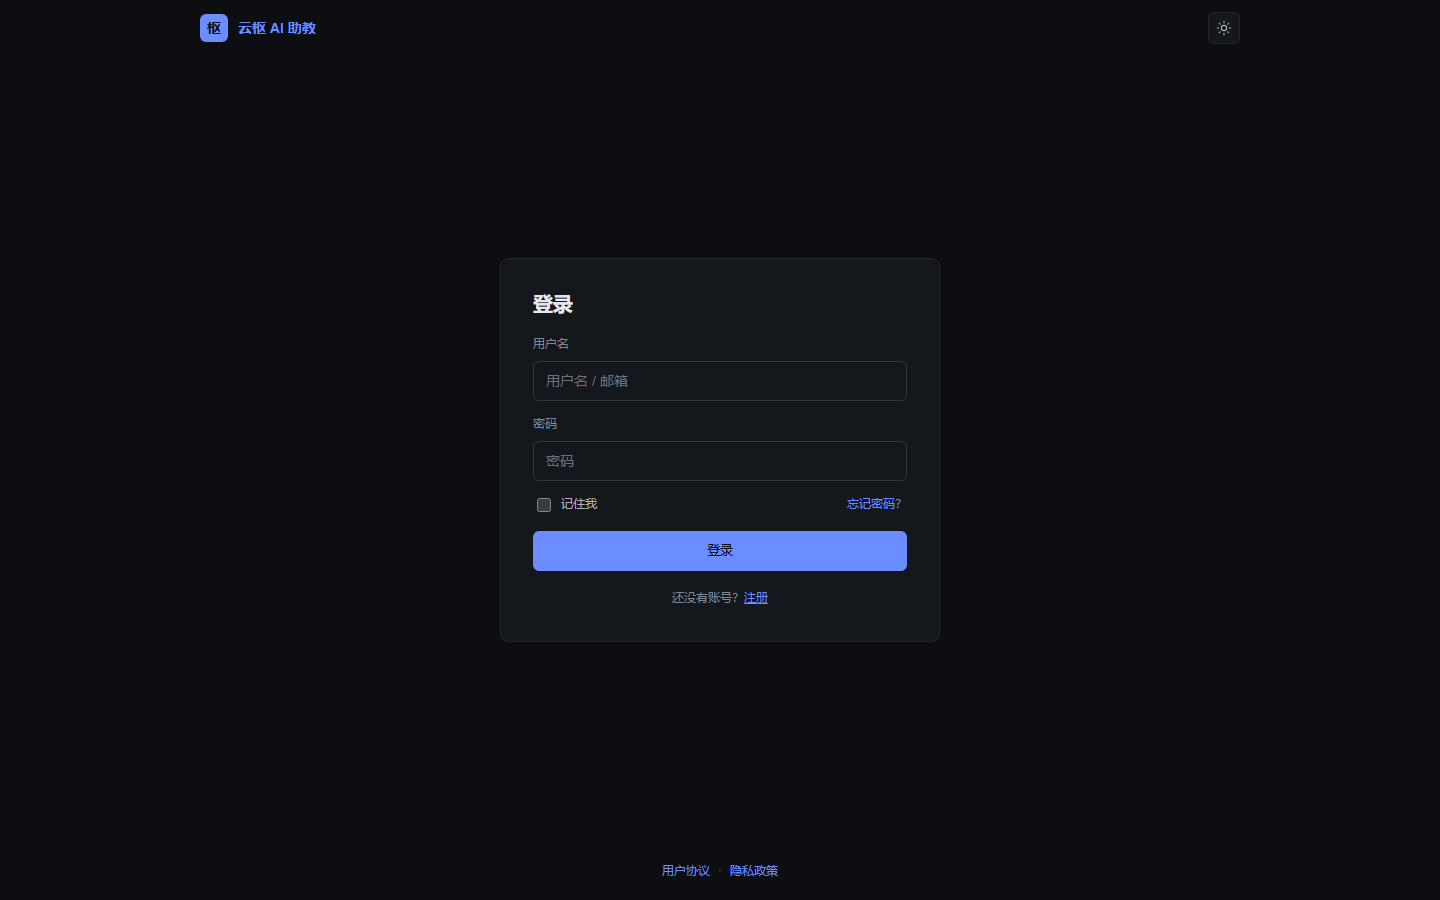 枢 云枢 AI 助教
登录
用户名
用户名 / 邮箱
密码
密码
记住我 忘记密码?
登录
还没有账号? 注册
用户协议 · 隐私政策